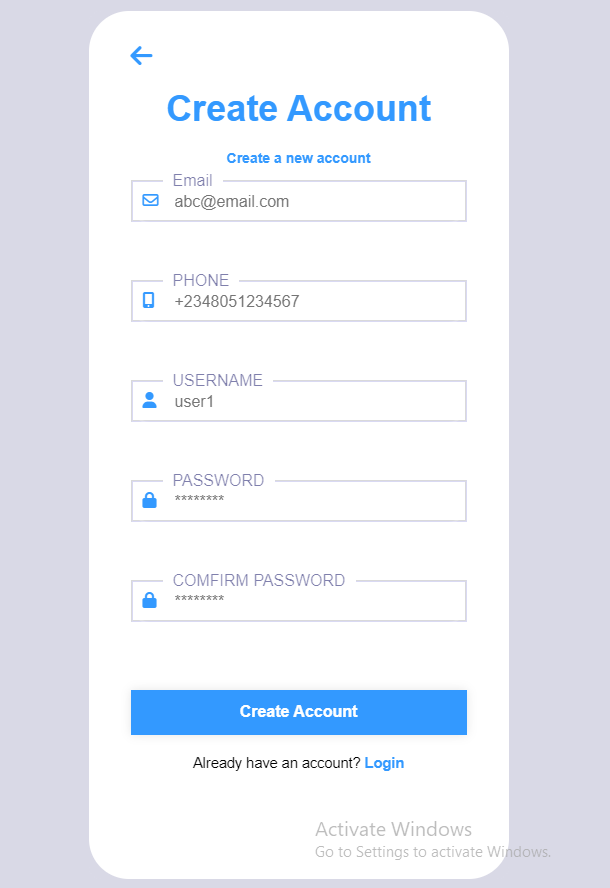 Create Account
Create a new account
Email
abc@email.com
PHONE
+2348051234567
USERNAME
user1
PASSWORD
********
COMFIRM PASSWORD
********
Create Account
Already have an account? Login
Activate Windows
Go to Settings to activate Windows.